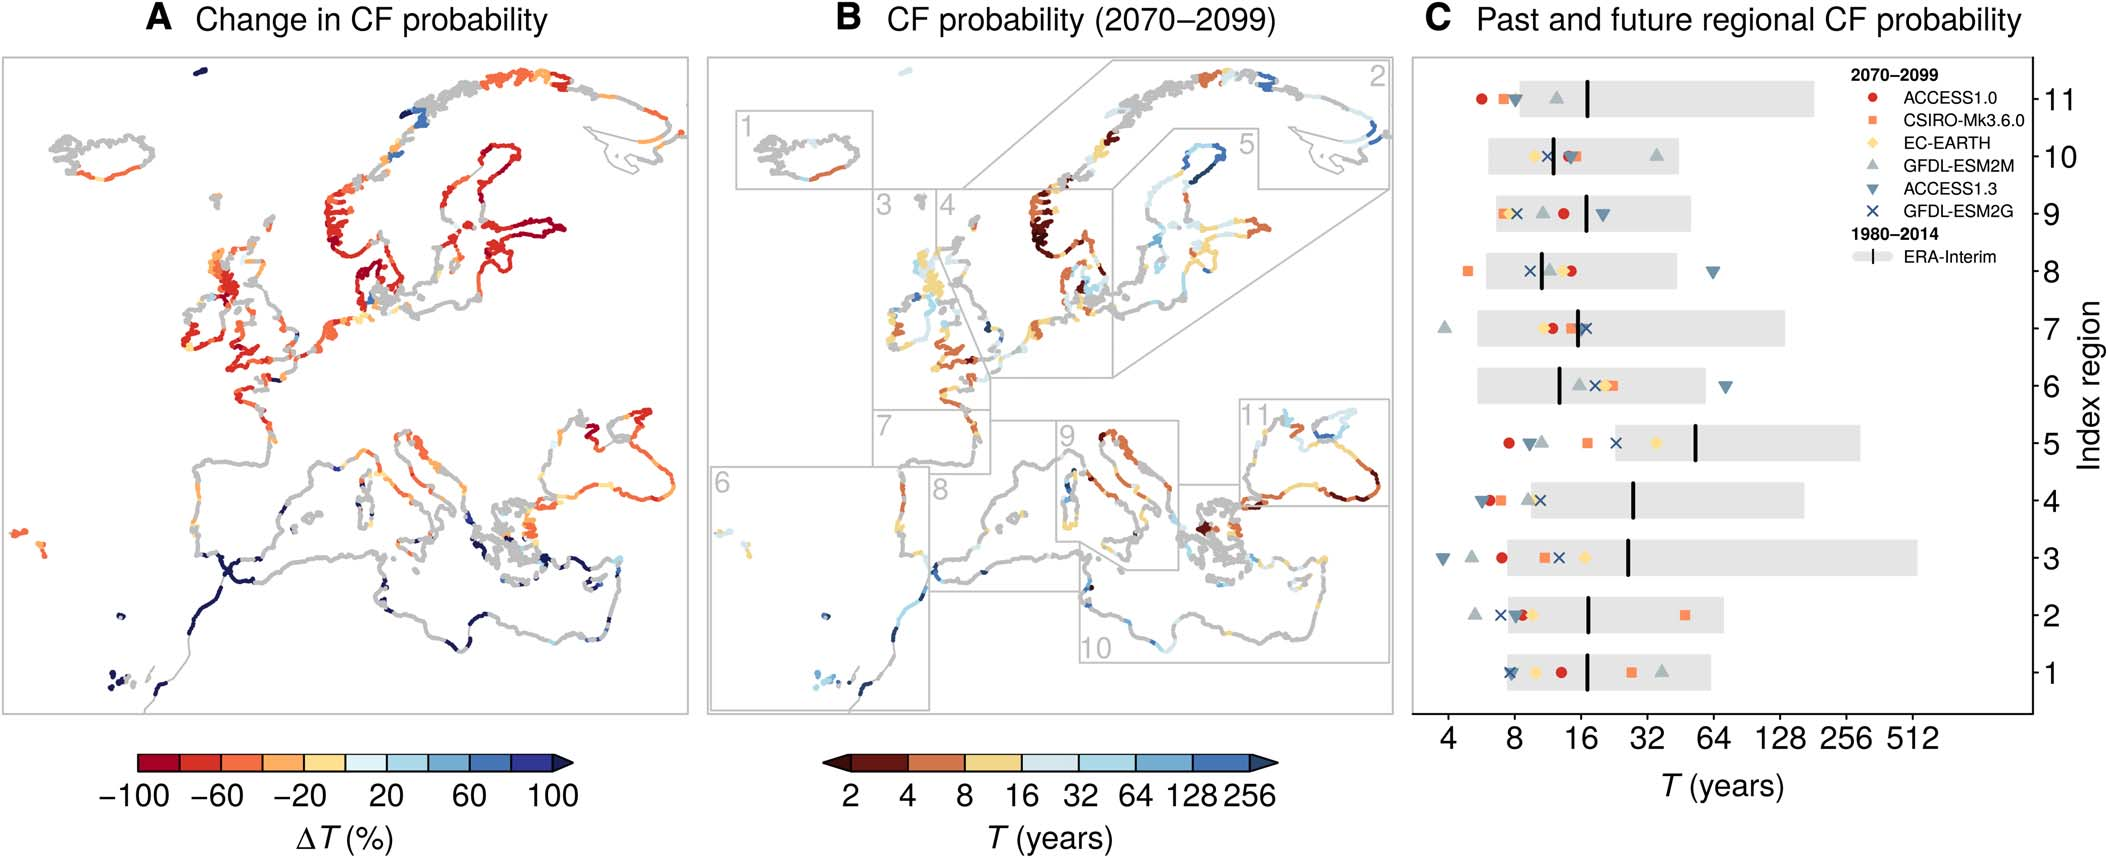 A Change in CF probability
B CF probability (2070–2099)
C Past and future regional CF probability
1
2
3
4
5
6
7
8
9
10
11
2070–2099
ACCESS1.0
CSIRO-Mk3.6.0
EC-EARTH
GFDL-ESM2M
ACCESS1.3
GFDL-ESM2G
1980–2014
ERA-Interim
11
10
9
8
7
6
5
4
3
2
1
Index region
4 8 16 32 64 128 256 512
T (years)
−100 −60 −20 20 60 100
ΔT (%)
2 4 8 16 32 64 128 256
T (years)